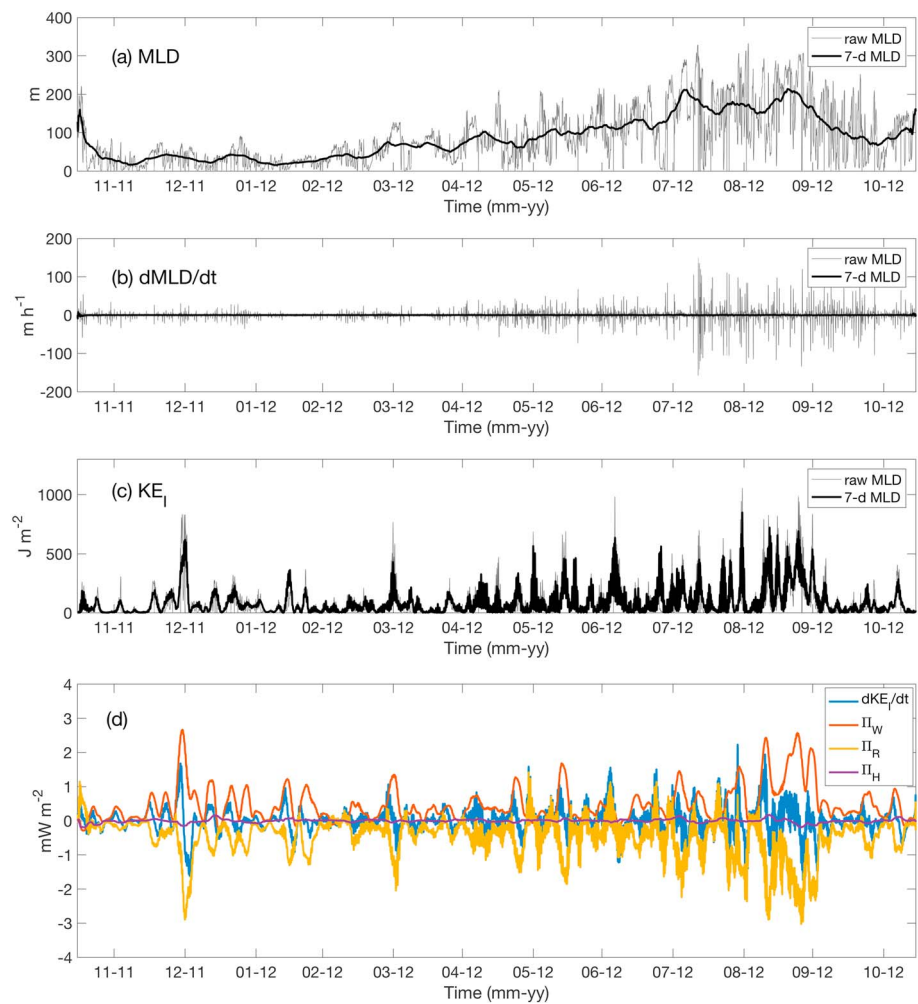 400
300
200
100
0
m
(a) MLD
raw MLD
7-d MLD
11-11 12-11 01-12 02-12 03-12 04-12 05-12 06-12 07-12 08-12 09-12 10-12
Time (mm-yy)
200
100
0
-100
-200
m h⁻¹
(b) dMLD/dt
raw MLD
7-d MLD
11-11 12-11 01-12 02-12 03-12 04-12 05-12 06-12 07-12 08-12 09-12 10-12
Time (mm-yy)
1000
500
0
J m⁻²
(c) KE_I
raw MLD
7-d MLD
11-11 12-11 01-12 02-12 03-12 04-12 05-12 06-12 07-12 08-12 09-12 10-12
Time (mm-yy)
4
3
2
1
0
-1
-2
-3
-4
mW m⁻²
(d)
dKE_I/dt
Π_W
Π_R
Π_H
11-11 12-11 01-12 02-12 03-12 04-12 05-12 06-12 07-12 08-12 09-12 10-12
Time (mm-yy)